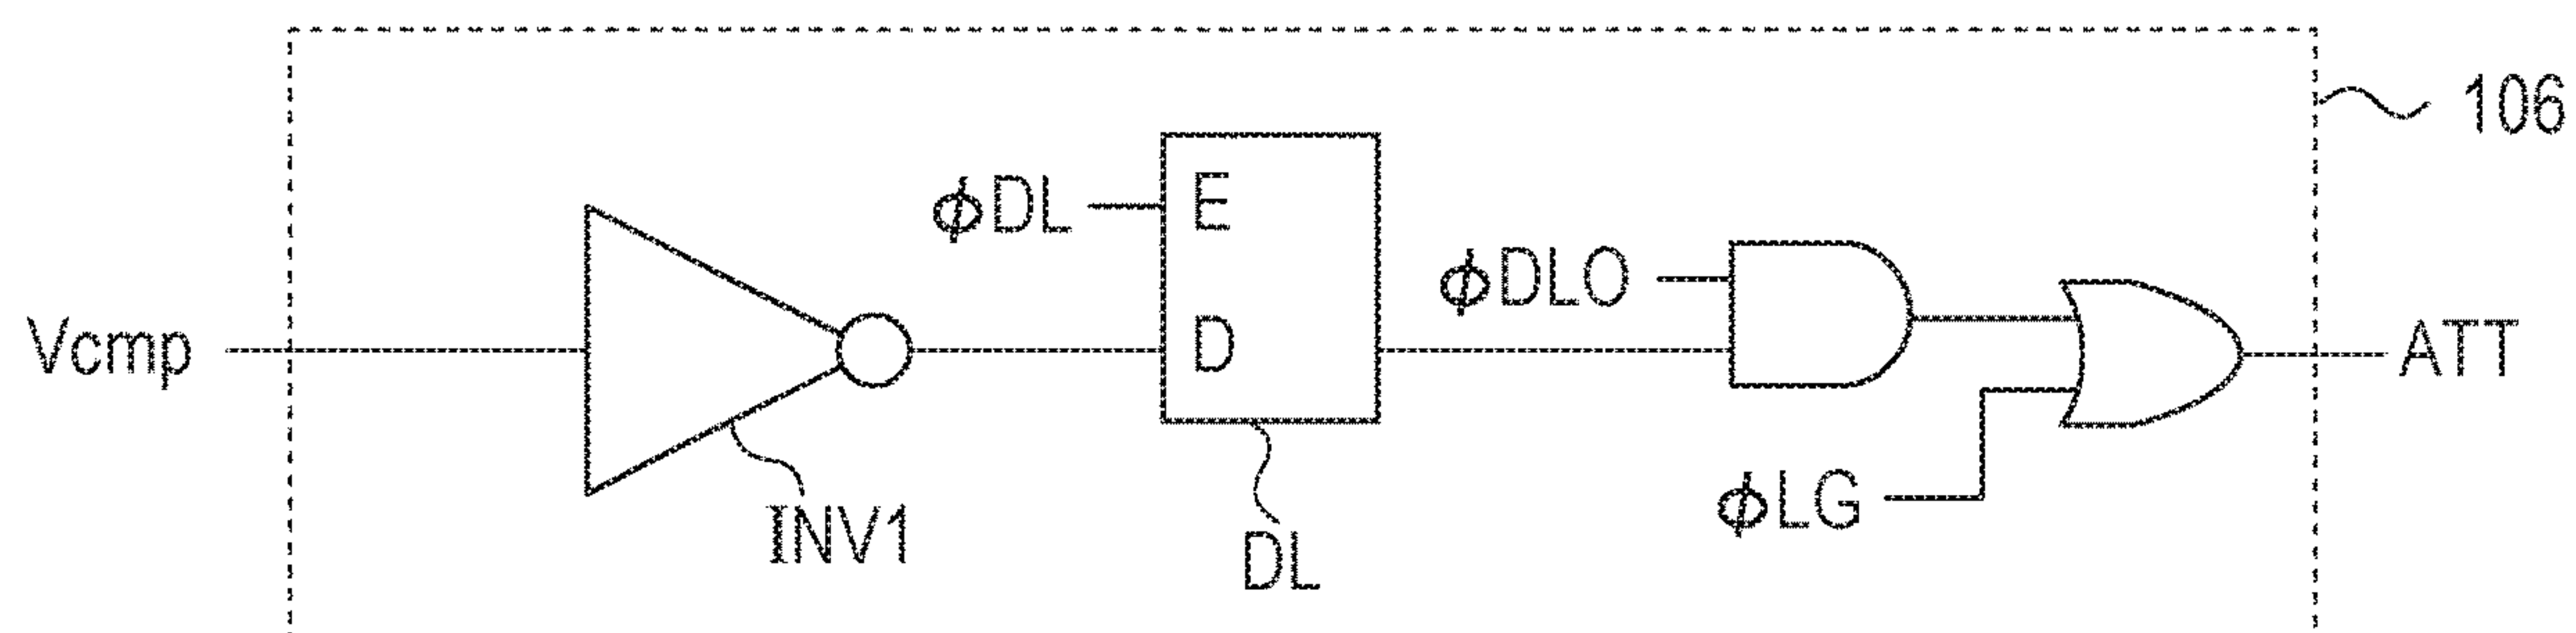 106
ϕDL
E
ϕDLO
Vcmp
D
ATT
ϕLG
INV1
DL